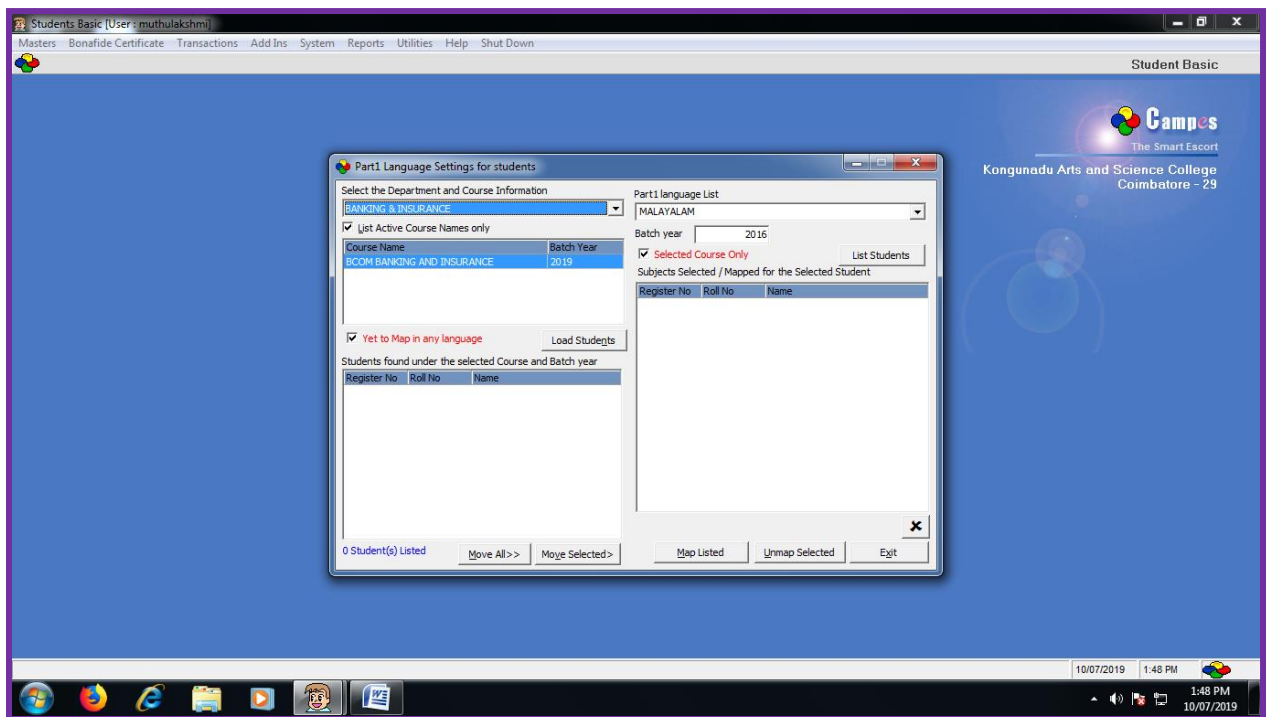 Students Basic [User : muthulakshmi]
Masters Bonafide Certificate Transactions Add Ins System Reports Utilities Help Shut Down
Student Basic
Campes
The Smart Escort
Kongunadu Arts and Science College
Coimbatore - 29
Part1 Language Settings for students
Select the Department and Course Information
BANKING & INSURANCE
List Active Course Names only
Course Name Batch Year
BCOM BANKING AND INSURANCE 2019
Yet to Map in any language
Load Students
Students found under the selected Course and Batch year
Register No Roll No Name
0 Student(s) Listed
Move All>>
Move Selected>
Part1 language List
MALAYALAM
Batch year 2016
Selected Course Only
List Students
Subjects Selected / Mapped for the Selected Student
Register No Roll No Name
Map Listed
Unmap Selected
Exit
10/07/2019 1:48 PM
1:48 PM
10/07/2019